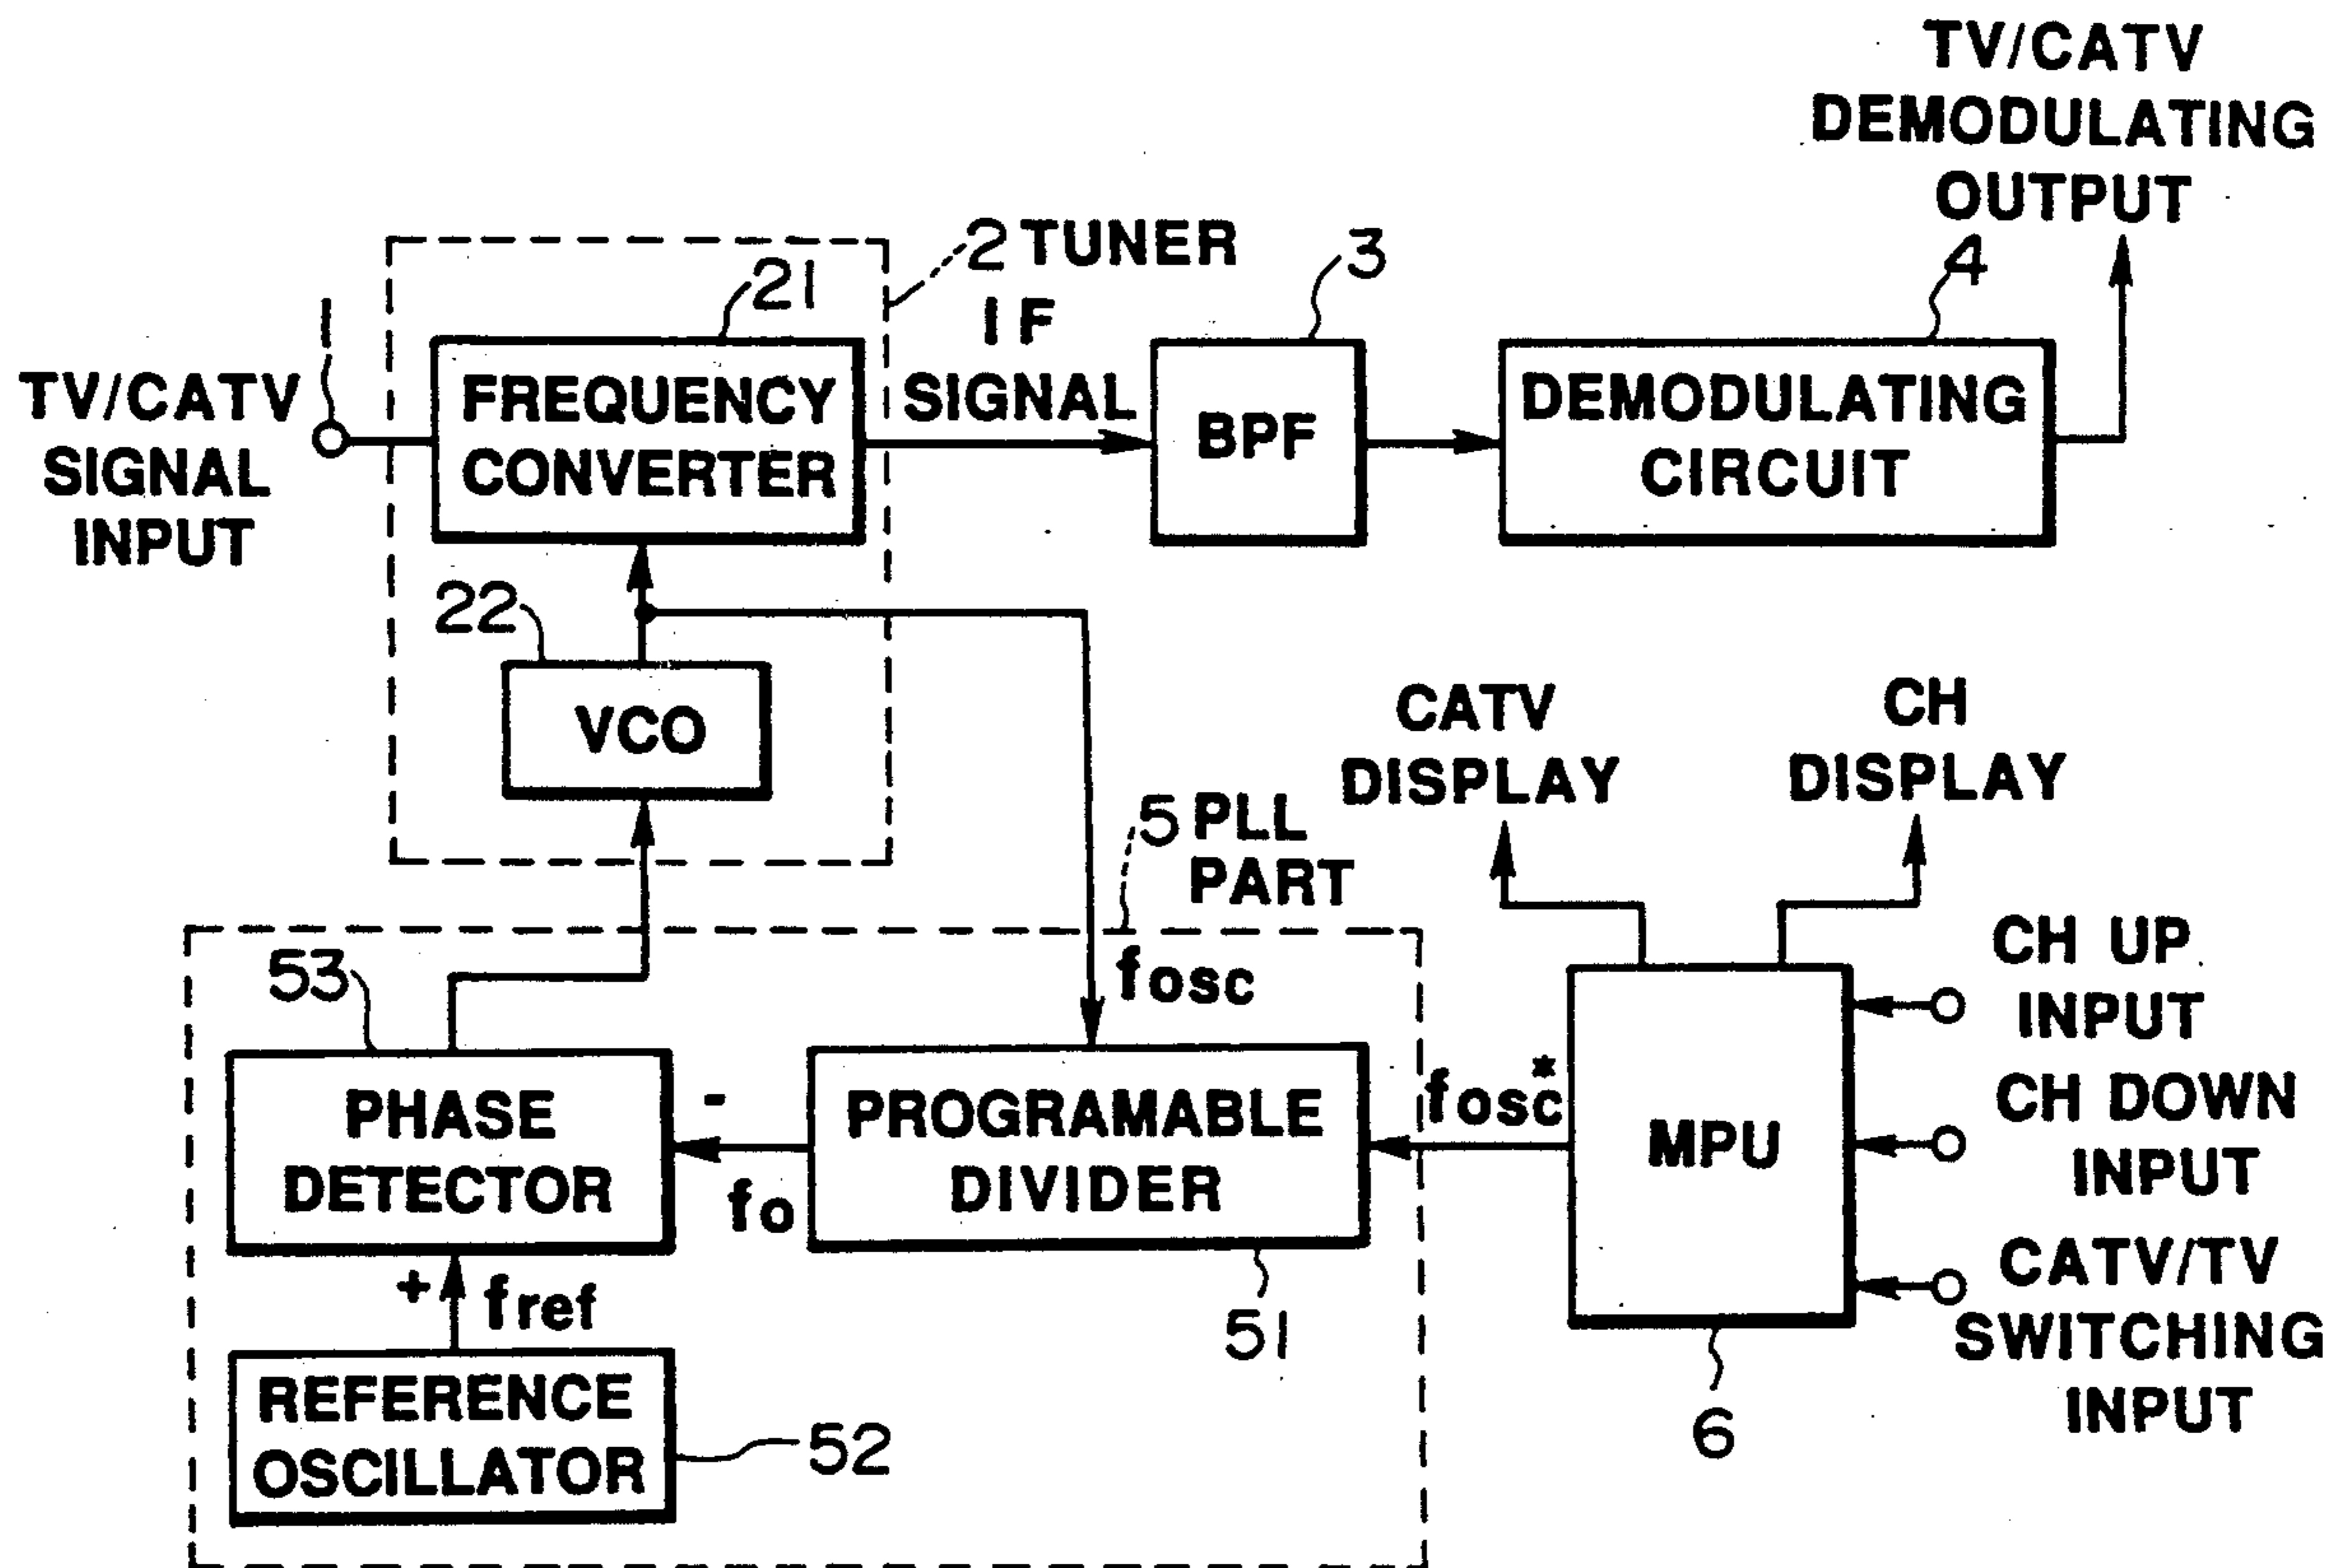 TV/CATV
DEMODULATING
OUTPUT
2 TUNER
21
3
4
1
IF
SIGNAL
TV/CATV
SIGNAL
INPUT
FREQUENCY
CONVERTER
BPF
DEMODULATING
CIRCUIT
22
VCO
CATV
DISPLAY
CH
DISPLAY
5 PLL
PART
53
fosc
CH UP
INPUT
PHASE
DETECTOR
-
fo
PROGRAMABLE
DIVIDER
fosc*
MPU
CH DOWN
INPUT
+
fref
51
CATV/TV
SWITCHING
INPUT
REFERENCE
OSCILLATOR
52
6